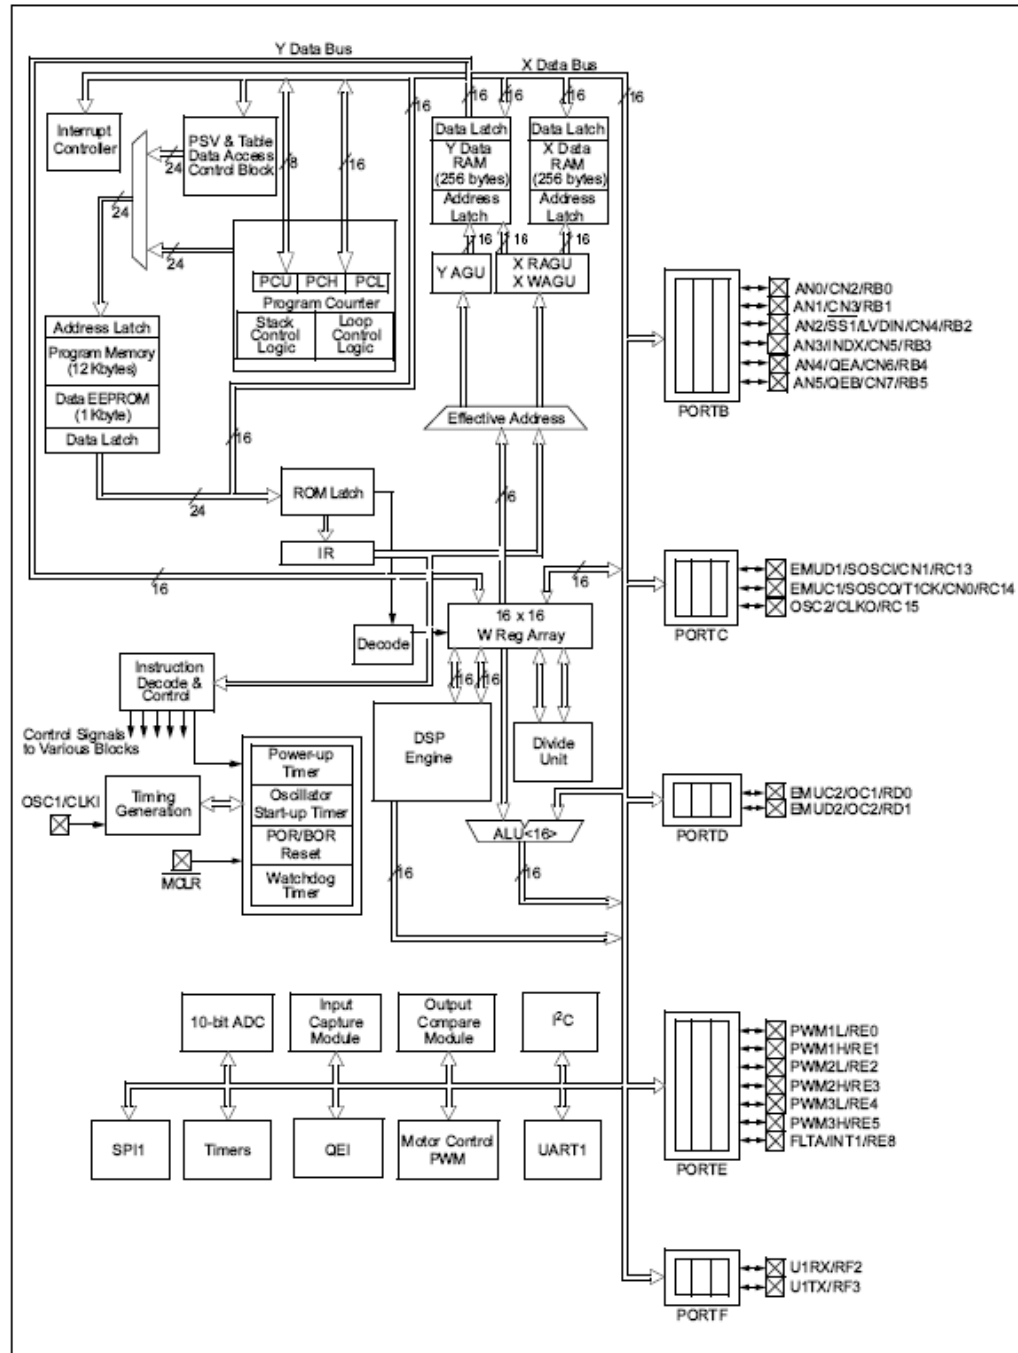 Y Data Bus
X Data Bus
16
16
16
16
16
16
Interrupt
Controller
PSV & Table
Data Access
Control Block
24
8
16
24
24
Data Latch
Y Data
RAM
(256 bytes)
Address
Latch
Data Latch
X Data
RAM
(256 bytes)
Address
Latch
16
16
16
Y AGU
X RAGU
X WAGU
PCU
PCH
PCL
Program Counter
Stack
Control
Logic
Loop
Control
Logic
Address Latch
Program Memory
(12 Kbytes)
Data EEPROM
(1 Kbyte)
Data Latch
16
24
Effective Address
ROM Latch
16
IR
16
16
16 x 16
W Reg Array
Decode
Instruction
Decode &
Control
16
16
Control Signals
to Various Blocks
DSP
Engine
Divide
Unit
OSC1/CLKI
Timing
Generation
Power-up
Timer
Oscillator
Start-up Timer
POR/BOR
Reset
Watchdog
Timer
MCLR
ALU<16>
16
16
AN0/CN2/RB0
AN1/CN3/RB1
AN2/SS1/LVDIN/CN4/RB2
AN3/INDX/CN5/RB3
AN4/QEA/CN6/RB4
AN5/QEB/CN7/RB5
PORTB
EMUD1/SOSCI/CN1/RC13
EMUC1/SOSCO/T1CK/CN0/RC14
OSC2/CLKO/RC15
PORTC
EMUC2/OC1/RD0
EMUD2/OC2/RD1
PORTD
10-bit ADC
Input
Capture
Module
Output
Compare
Module
I²C
SPI1
Timers
QEI
Motor Control
PWM
UART1
PWM1L/RE0
PWM1H/RE1
PWM2L/RE2
PWM2H/RE3
PWM3L/RE4
PWM3H/RE5
FLTA/INT1/RE8
PORTE
U1RX/RF2
U1TX/RF3
PORTF